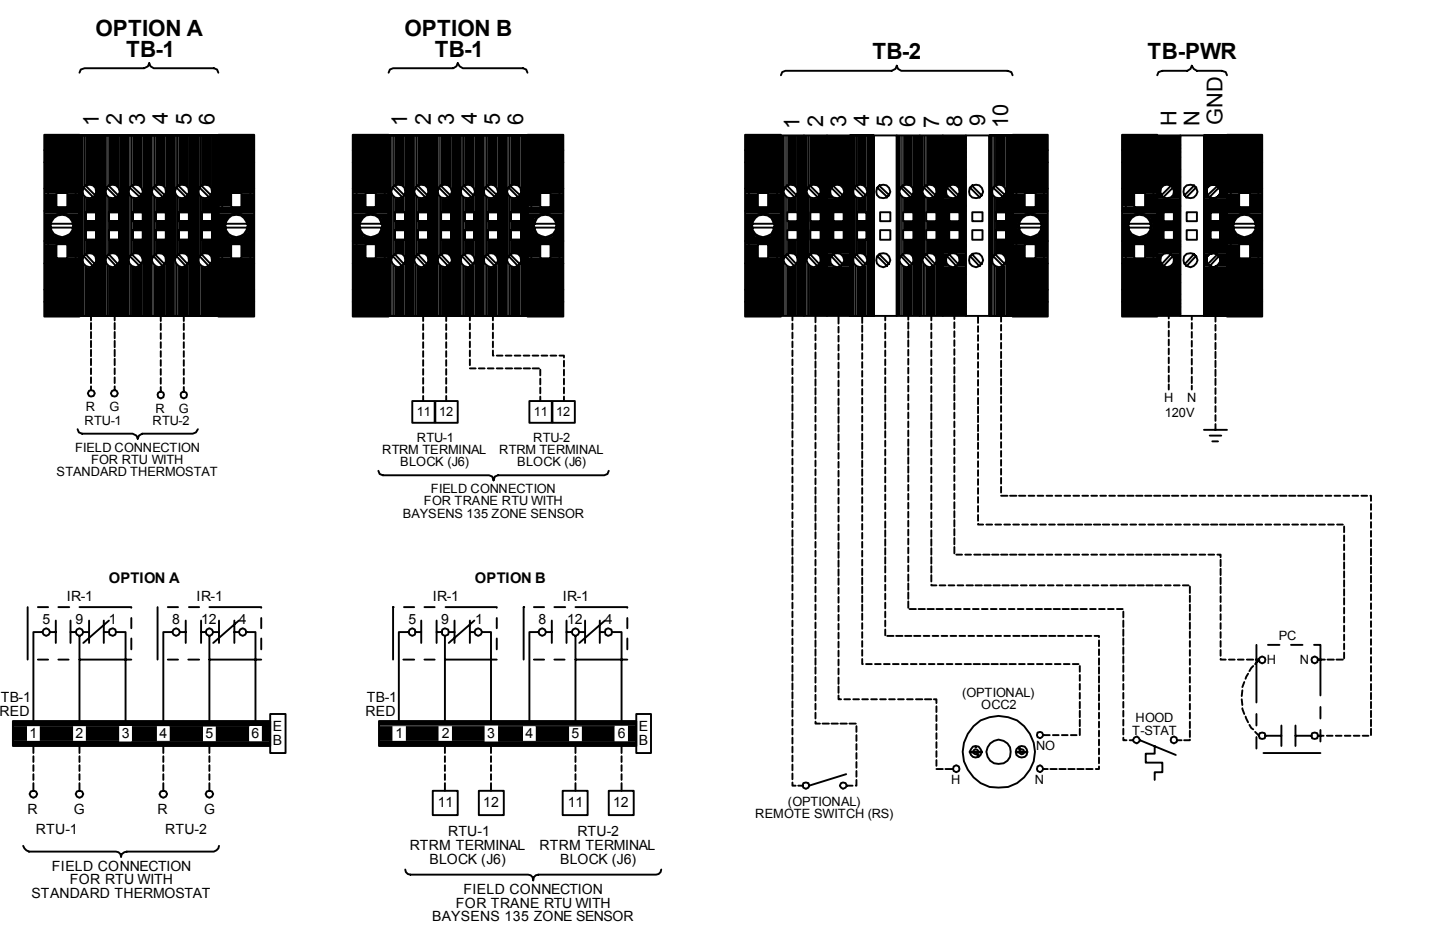 OPTION A
TB-1
1 2 3 4 5 6
R G R G
RTU-1 RTU-2
FIELD CONNECTION
FOR RTU WITH
STANDARD THERMOSTAT
OPTION B
TB-1
1 2 3 4 5 6
11 12 11 12
RTU-1 RTU-2
RTRM TERMINAL RTRM TERMINAL
BLOCK (J6) BLOCK (J6)
FIELD CONNECTION
FOR TRANE RTU WITH
BAYSENS 135 ZONE SENSOR
TB-2
1 2 3 4 5 6 7 8 9 10
TB-PWR
H N GND
H N
120V
OPTION A
IR-1 IR-1
5 9 1 8 12 4
TB-1
RED
1 2 3 4 5 6
E
B
R G R G
RTU-1 RTU-2
FIELD CONNECTION
FOR RTU WITH
STANDARD THERMOSTAT
OPTION B
IR-1 IR-1
5 9 1 8 12 4
TB-1
RED
1 2 3 4 5 6
E
B
11 12 11 12
RTU-1 RTU-2
RTRM TERMINAL RTRM TERMINAL
BLOCK (J6) BLOCK (J6)
FIELD CONNECTION
FOR TRANE RTU WITH
BAYSENS 135 ZONE SENSOR
(OPTIONAL)
REMOTE SWITCH (RS)
(OPTIONAL)
OCC2
NO
H N
HOOD
T-STAT
PC
H N